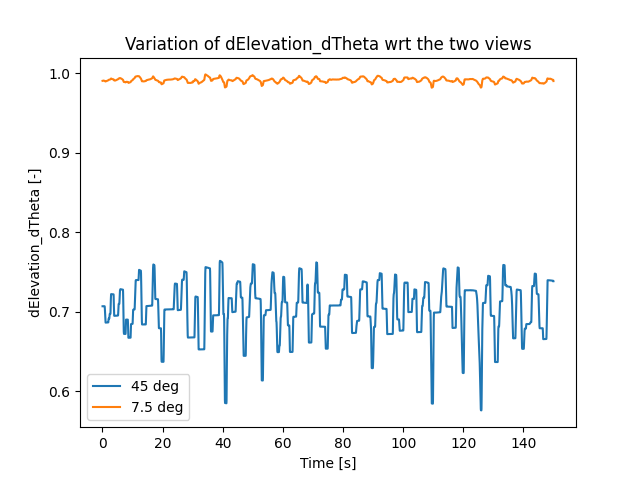 Variation of dElevation_dTheta wrt the two views
dElevation_dTheta [-]
1.0
0.9
0.8
0.7
0.6
45 deg
7.5 deg
0 20 40 60 80 100 120 140
Time [s]